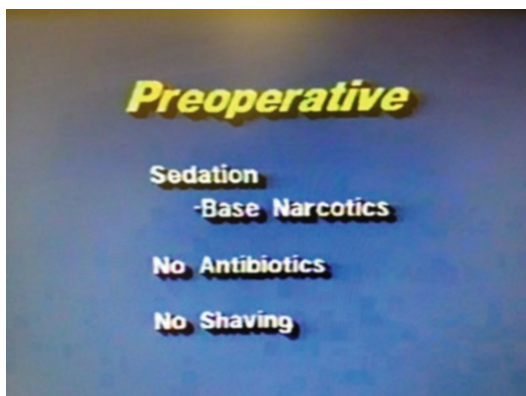 Preoperative
Sedation
-Base Narcotics
No Antibiotics
No Shaving